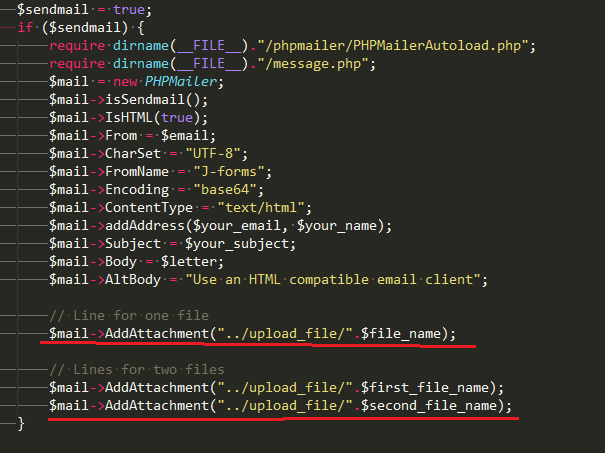 $sendmail = true;
if ($sendmail) {
require dirname(__FILE__)."/phpmailer/PHPMailerAutoload.php";
require dirname(__FILE__)."/message.php";
$mail = new PHPMailer;
$mail->isSendmail();
$mail->IsHTML(true);
$mail->From = $email;
$mail->CharSet = "UTF-8";
$mail->FromName = "J-forms";
$mail->Encoding = "base64";
$mail->ContentType = "text/html";
$mail->addAddress($your_email, $your_name);
$mail->Subject = $your_subject;
$mail->Body = $letter;
$mail->AltBody = "Use an HTML compatible email client";
// Line for one file
$mail->AddAttachment("../upload_file/".$file_name);
// Lines for two files
$mail->AddAttachment("../upload_file/".$first_file_name);
$mail->AddAttachment("../upload_file/".$second_file_name);
}